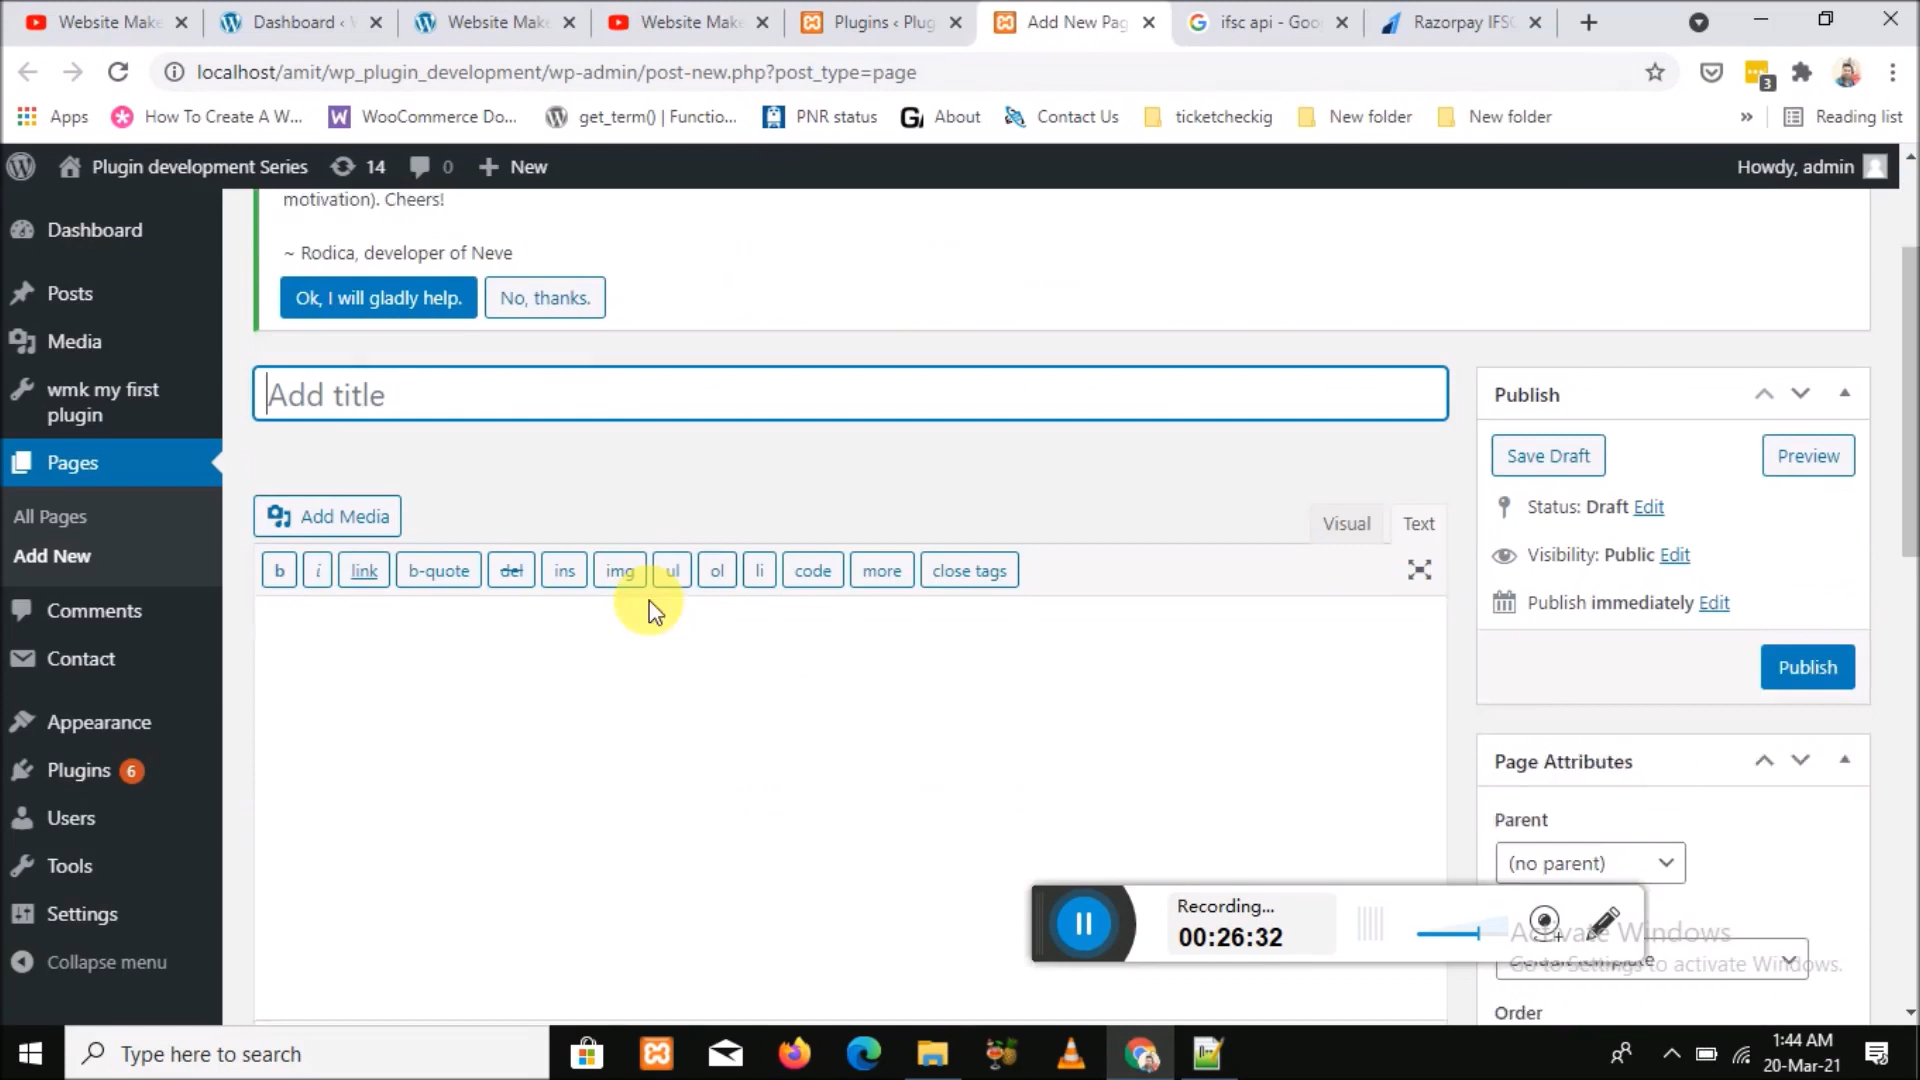 Website Make
Dashboard ‹
Website Make
Website Make
Plugins ‹ Plug
Add New Pag
ifsc api - Goo
Razorpay IFSC
localhost/amit/wp_plugin_development/wp-admin/post-new.php?post_type=page
3
Apps
How To Create A W...
WooCommerce Do...
get_term() | Functio...
PNR status
About
Contact Us
ticketcheckig
New folder
New folder
»
Reading list
Plugin development Series
14
0
New
Howdy, admin
Dashboard
Posts
Media
wmk my first
plugin
Pages
All Pages
Add New
Comments
Contact
Appearance
Plugins 6
Users
Tools
Settings
Collapse menu
motivation). Cheers!
~ Rodica, developer of Neve
Ok, I will gladly help.
No, thanks.
Add title
Add Media
Visual
Text
b
i
link
b-quote
del
ins
img
ul
ol
li
code
more
close tags
Publish
Save Draft
Preview
Status: Draft Edit
Visibility: Public Edit
Publish immediately Edit
Publish
Page Attributes
Parent
(no parent)
Default template
Order
Recording...
00:26:32
Activate Windows
Go to Settings to activate Windows.
Type here to search
1:44 AM
20-Mar-21